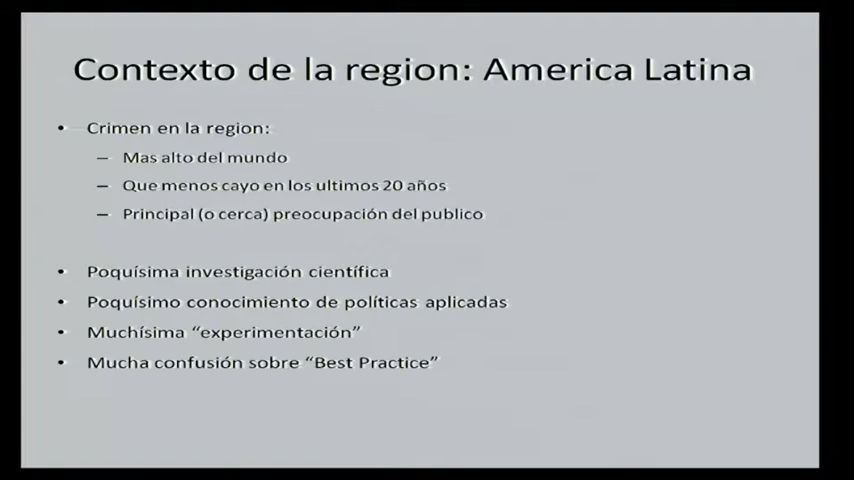 Contexto de la region: America Latina
• Crimen en la region:
– Mas alto del mundo
– Que menos cayo en los ultimos 20 años
– Principal (o cerca) preocupación del publico
• Poquísima investigación científica
• Poquísimo conocimiento de políticas aplicadas
• Muchísima “experimentación”
• Mucha confusión sobre “Best Practice”